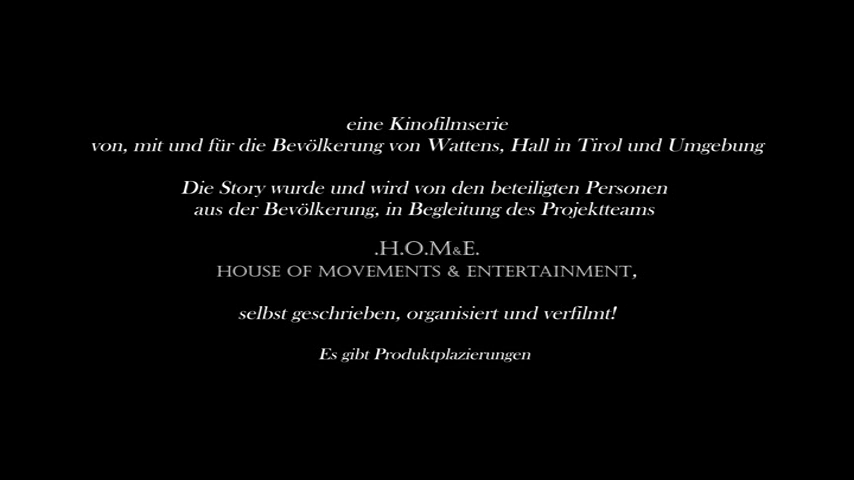 eine Kinofilmserie
von, mit und für die Bevölkerung von Wattens, Hall in Tirol und Umgebung
Die Story wurde und wird von den beteiligten Personen
aus der Bevölkerung, in Begleitung des Projektteams
.H.O.M&E.
HOUSE OF MOVEMENTS & ENTERTAINMENT,
selbst geschrieben, organisiert und verfilmt!
Es gibt Produktplazierungen